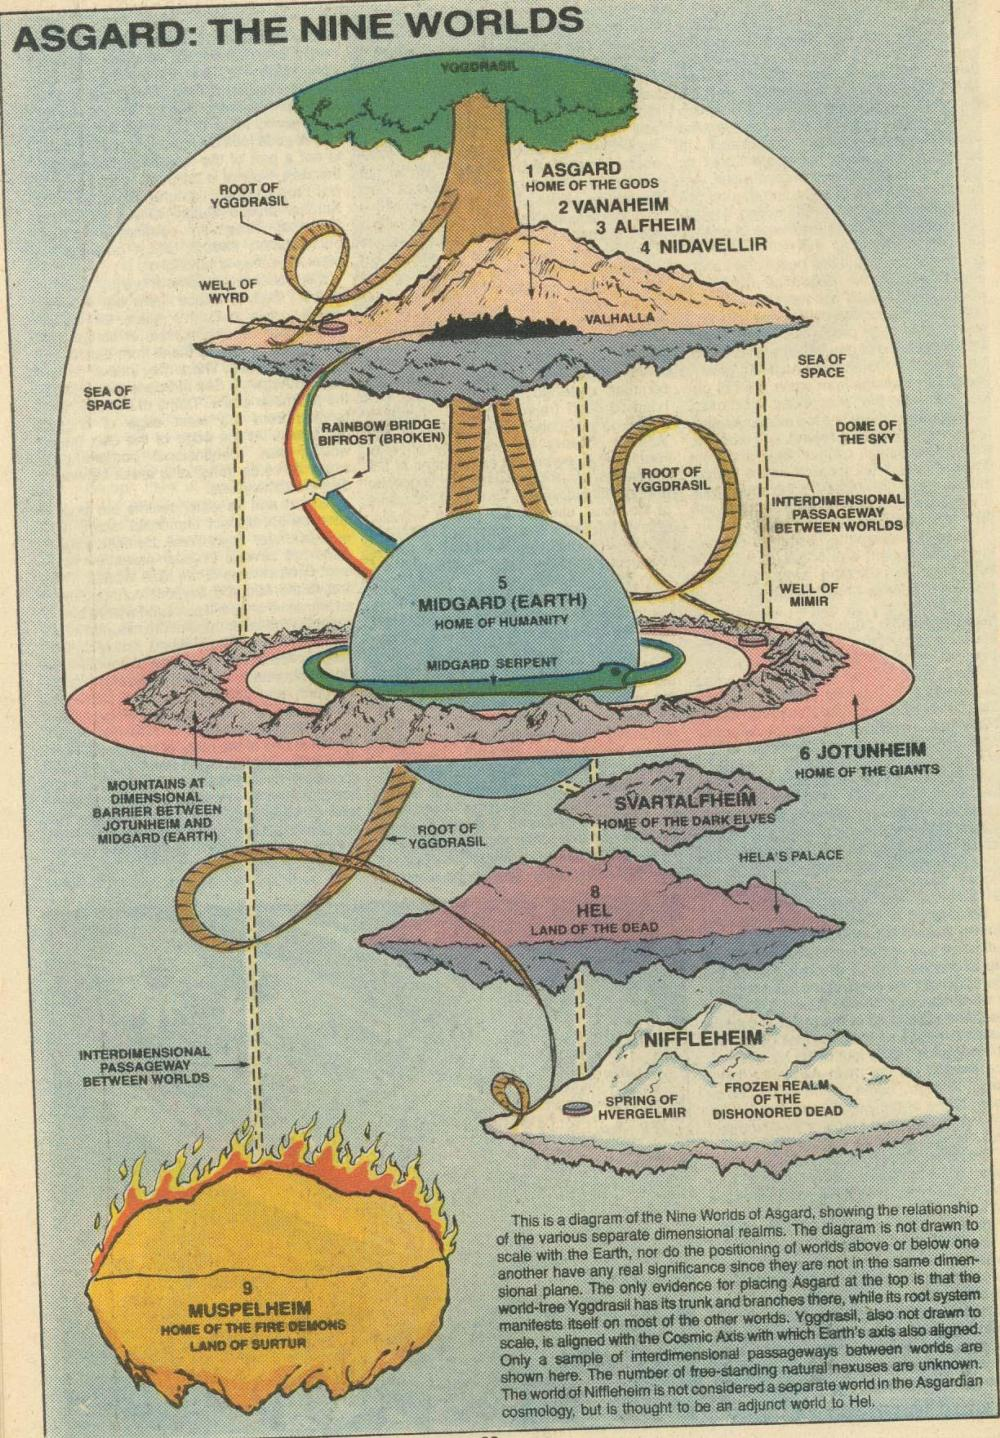 ASGARD: THE NINE WORLDS
YGGDRASIL
1 ASGARD
HOME OF THE GODS
2 VANAHEIM
3 ALFHEIM
4 NIDAVELLIR
ROOT OF
YGGDRASIL
WELL OF
WYRD
VALHALLA
SEA OF
SPACE
SEA OF
SPACE
RAINBOW BRIDGE
BIFROST (BROKEN)
DOME OF
THE SKY
ROOT OF
YGGDRASIL
INTERDIMENSIONAL
PASSAGEWAY
BETWEEN WORLDS
5
MIDGARD (EARTH)
HOME OF HUMANITY
WELL OF
MIMIR
MIDGARD SERPENT
6 JOTUNHEIM
HOME OF THE GIANTS
MOUNTAINS AT
DIMENSIONAL
BARRIER BETWEEN
JOTUNHEIM AND
MIDGARD (EARTH)
7
SVARTALFHEIM
HOME OF THE DARK ELVES
ROOT OF
YGGDRASIL
HELA'S PALACE
8
HEL
LAND OF THE DEAD
INTERDIMENSIONAL
PASSAGEWAY
BETWEEN WORLDS
NIFFLEHEIM
SPRING OF
HVERGELMIR
FROZEN REALM
OF THE
DISHONORED DEAD
9
MUSPELHEIM
HOME OF THE FIRE DEMONS
LAND OF SURTUR
This is a diagram of the Nine Worlds of Asgard, showing the relationship
of the various separate dimensional realms. The diagram is not drawn to
scale with the Earth, nor do the positioning of worlds above or below one
another have any real significance since they are not in the same dimen-
sional plane. The only evidence for placing Asgard at the top is that the
world-tree Yggdrasil has its trunk and branches there, while its root system
manifests itself on most of the other worlds. Yggdrasil, also not drawn to
scale, is aligned with the Cosmic Axis with which Earth's axis also aligned.
Only a sample of interdimensional passageways between worlds are
shown here. The number of free-standing natural nexuses are unknown.
The world of Niffleheim is not considered a separate world in the Asgardian
cosmology, but is thought to be an adjunct world to Hel.